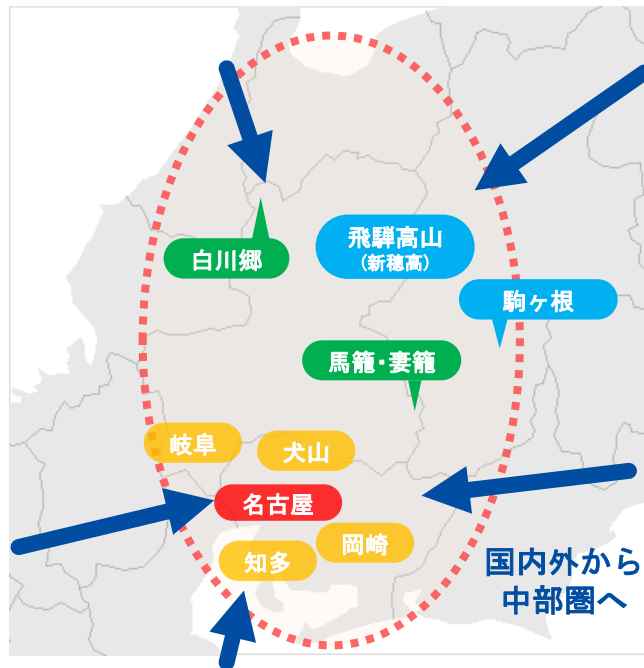 白川郷
飛騨高山
(新穂高)
駒ヶ根
馬籠・妻籠
岐阜
犬山
名古屋
岡崎
知多
国内外から
中部圏へ